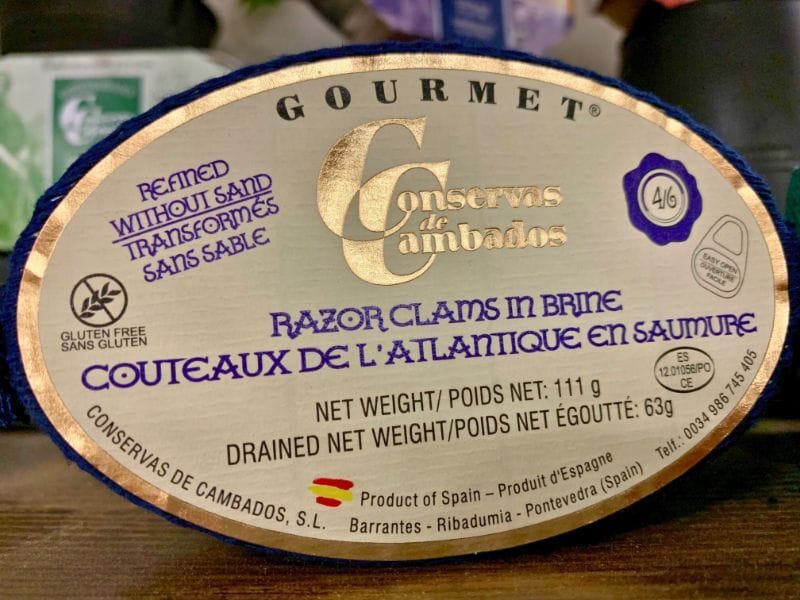 GOURMET®
Conservas
de
Cambados
REFINED
WITHOUT SAND
TRANSFORMÉS
SANS SABLE
4/6
EASY OPEN
OUVERTURE
FACILE
GLUTEN FREE
SANS GLUTEN
RAZOR CLAMS IN BRINE
COUTEAUX DE L'ATLANTIQUE EN SAUMURE
ES
12.01056/PO
CE
NET WEIGHT/ POIDS NET: 111 g
DRAINED NET WEIGHT/POIDS NET ÉGOUTTÉ: 63g
CONSERVAS DE CAMBADOS, S.L.
Product of Spain – Produit d'Espagne
Barrantes - Ribadumia - Pontevedra (Spain)
Telf.: 0034 986 745 405